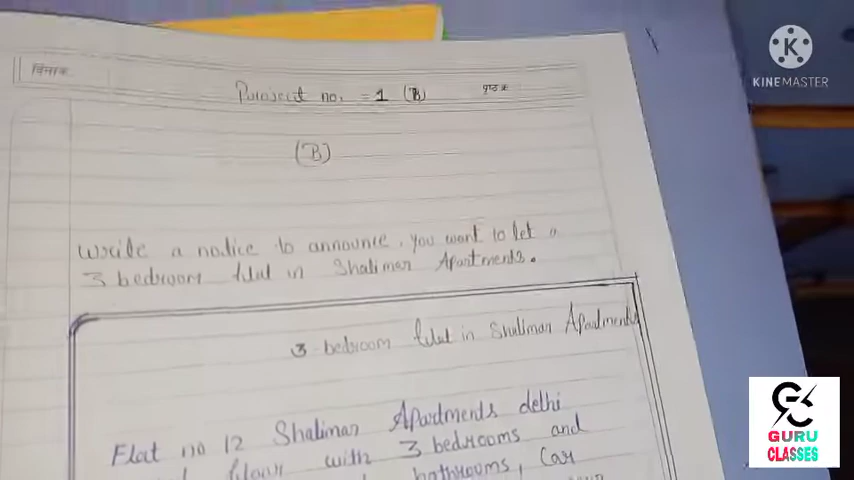 दिनांक
Project no. = 1 (B)
पृष्ठ क्र
(B)
write a nodice to announce, you want to let a
3 bedroom flat in Shalimar Apartments.
3 bedroom flat in Shalimar Apartments
Flat no 12 Shalimar Apartments delhi
floor with 3 bedrooms and
bathrooms, Car
K
KINEMASTER
GURU
CLASSES